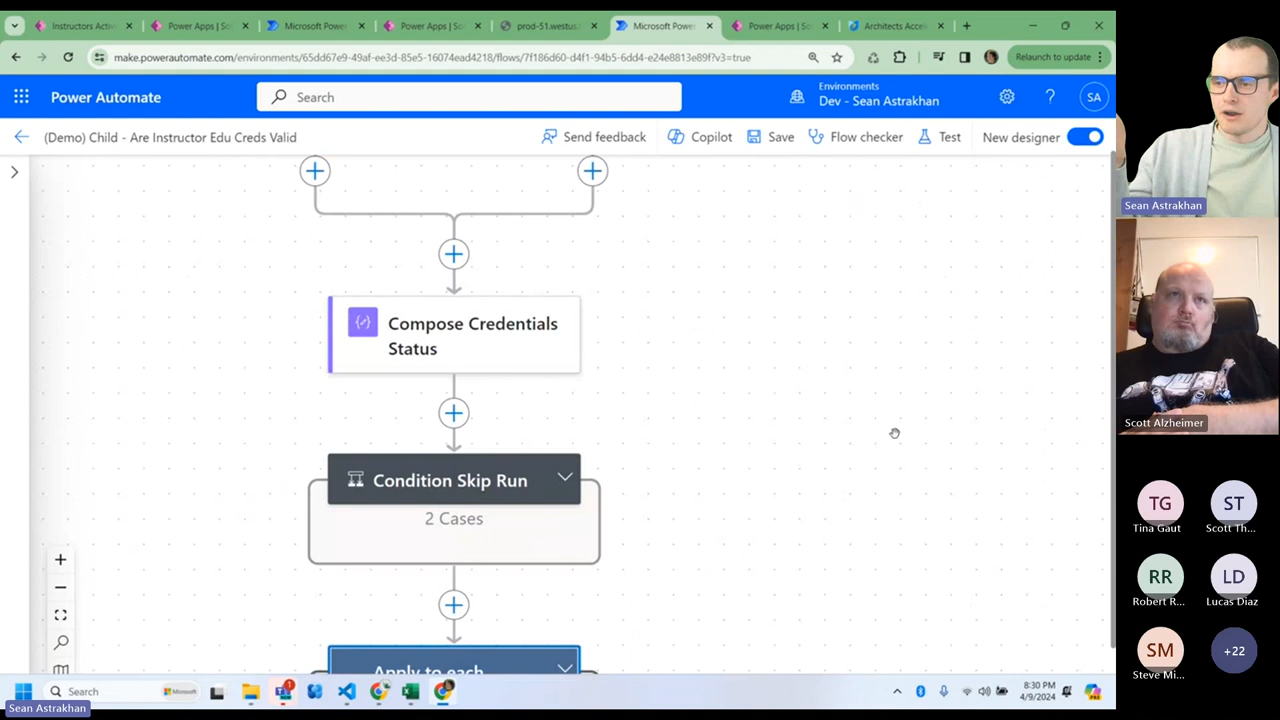 Instructors Activ
Power Apps | So
Microsoft Powe
Power Apps | So
prod-51.westus.
Microsoft Powe
Power Apps | So
Architects Accel
make.powerautomate.com/environments/65dd67e9-49af-ee3d-85e5-16074ead4218/flows/7f186d60-d4f1-94b5-6dd4-e24e8813e89f?v3=true
Relaunch to update
Power Automate
Search
Environments
Dev - Sean Astrakhan
SA
(Demo) Child - Are Instructor Edu Creds Valid
Send feedback
Copilot
Save
Flow checker
Test
New designer
Compose Credentials
Status
Condition Skip Run
2 Cases
Apply to each
Sean Astrakhan
Scott Alzheimer
TG
Tina Gaut
ST
Scott Th...
RR
Robert R...
LD
Lucas Diaz
SM
Steve Mi...
+22
Search
Microsoft
1
8:30 PM
4/9/2024
Sean Astrakhan